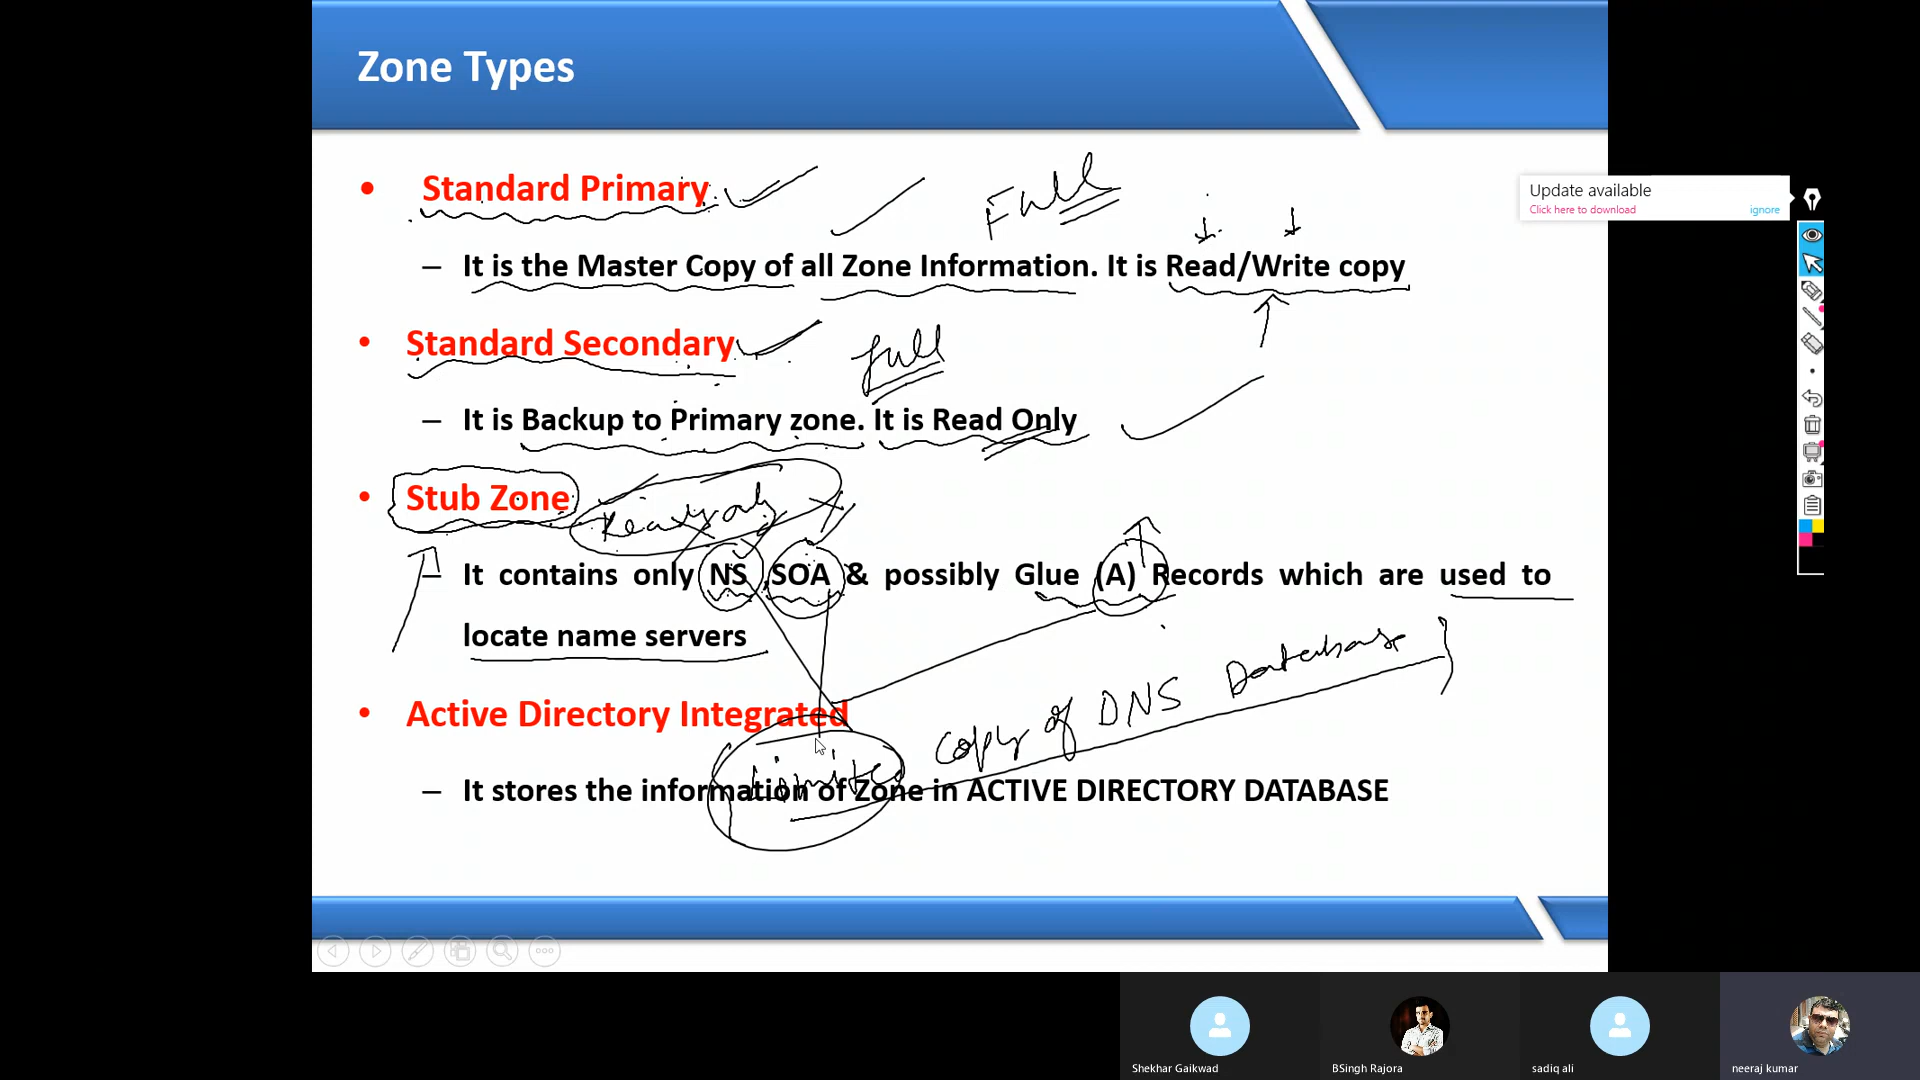 Zone Types
• Standard Primary
Full
– It is the Master Copy of all Zone Information. It is Read/Write copy
• Standard Secondary
full
– It is Backup to Primary zone. It is Read Only
• Stub Zone
– It contains only NS ,SOA & possibly Glue (A) Records which are used to
locate name servers
• Active Directory Integrated
copy of DNS Database
– It stores the information of Zone in ACTIVE DIRECTORY DATABASE
Update available
Click here to download ignore
Shekhar Gaikwad
BSingh Rajora
sadiq ali
neeraj kumar